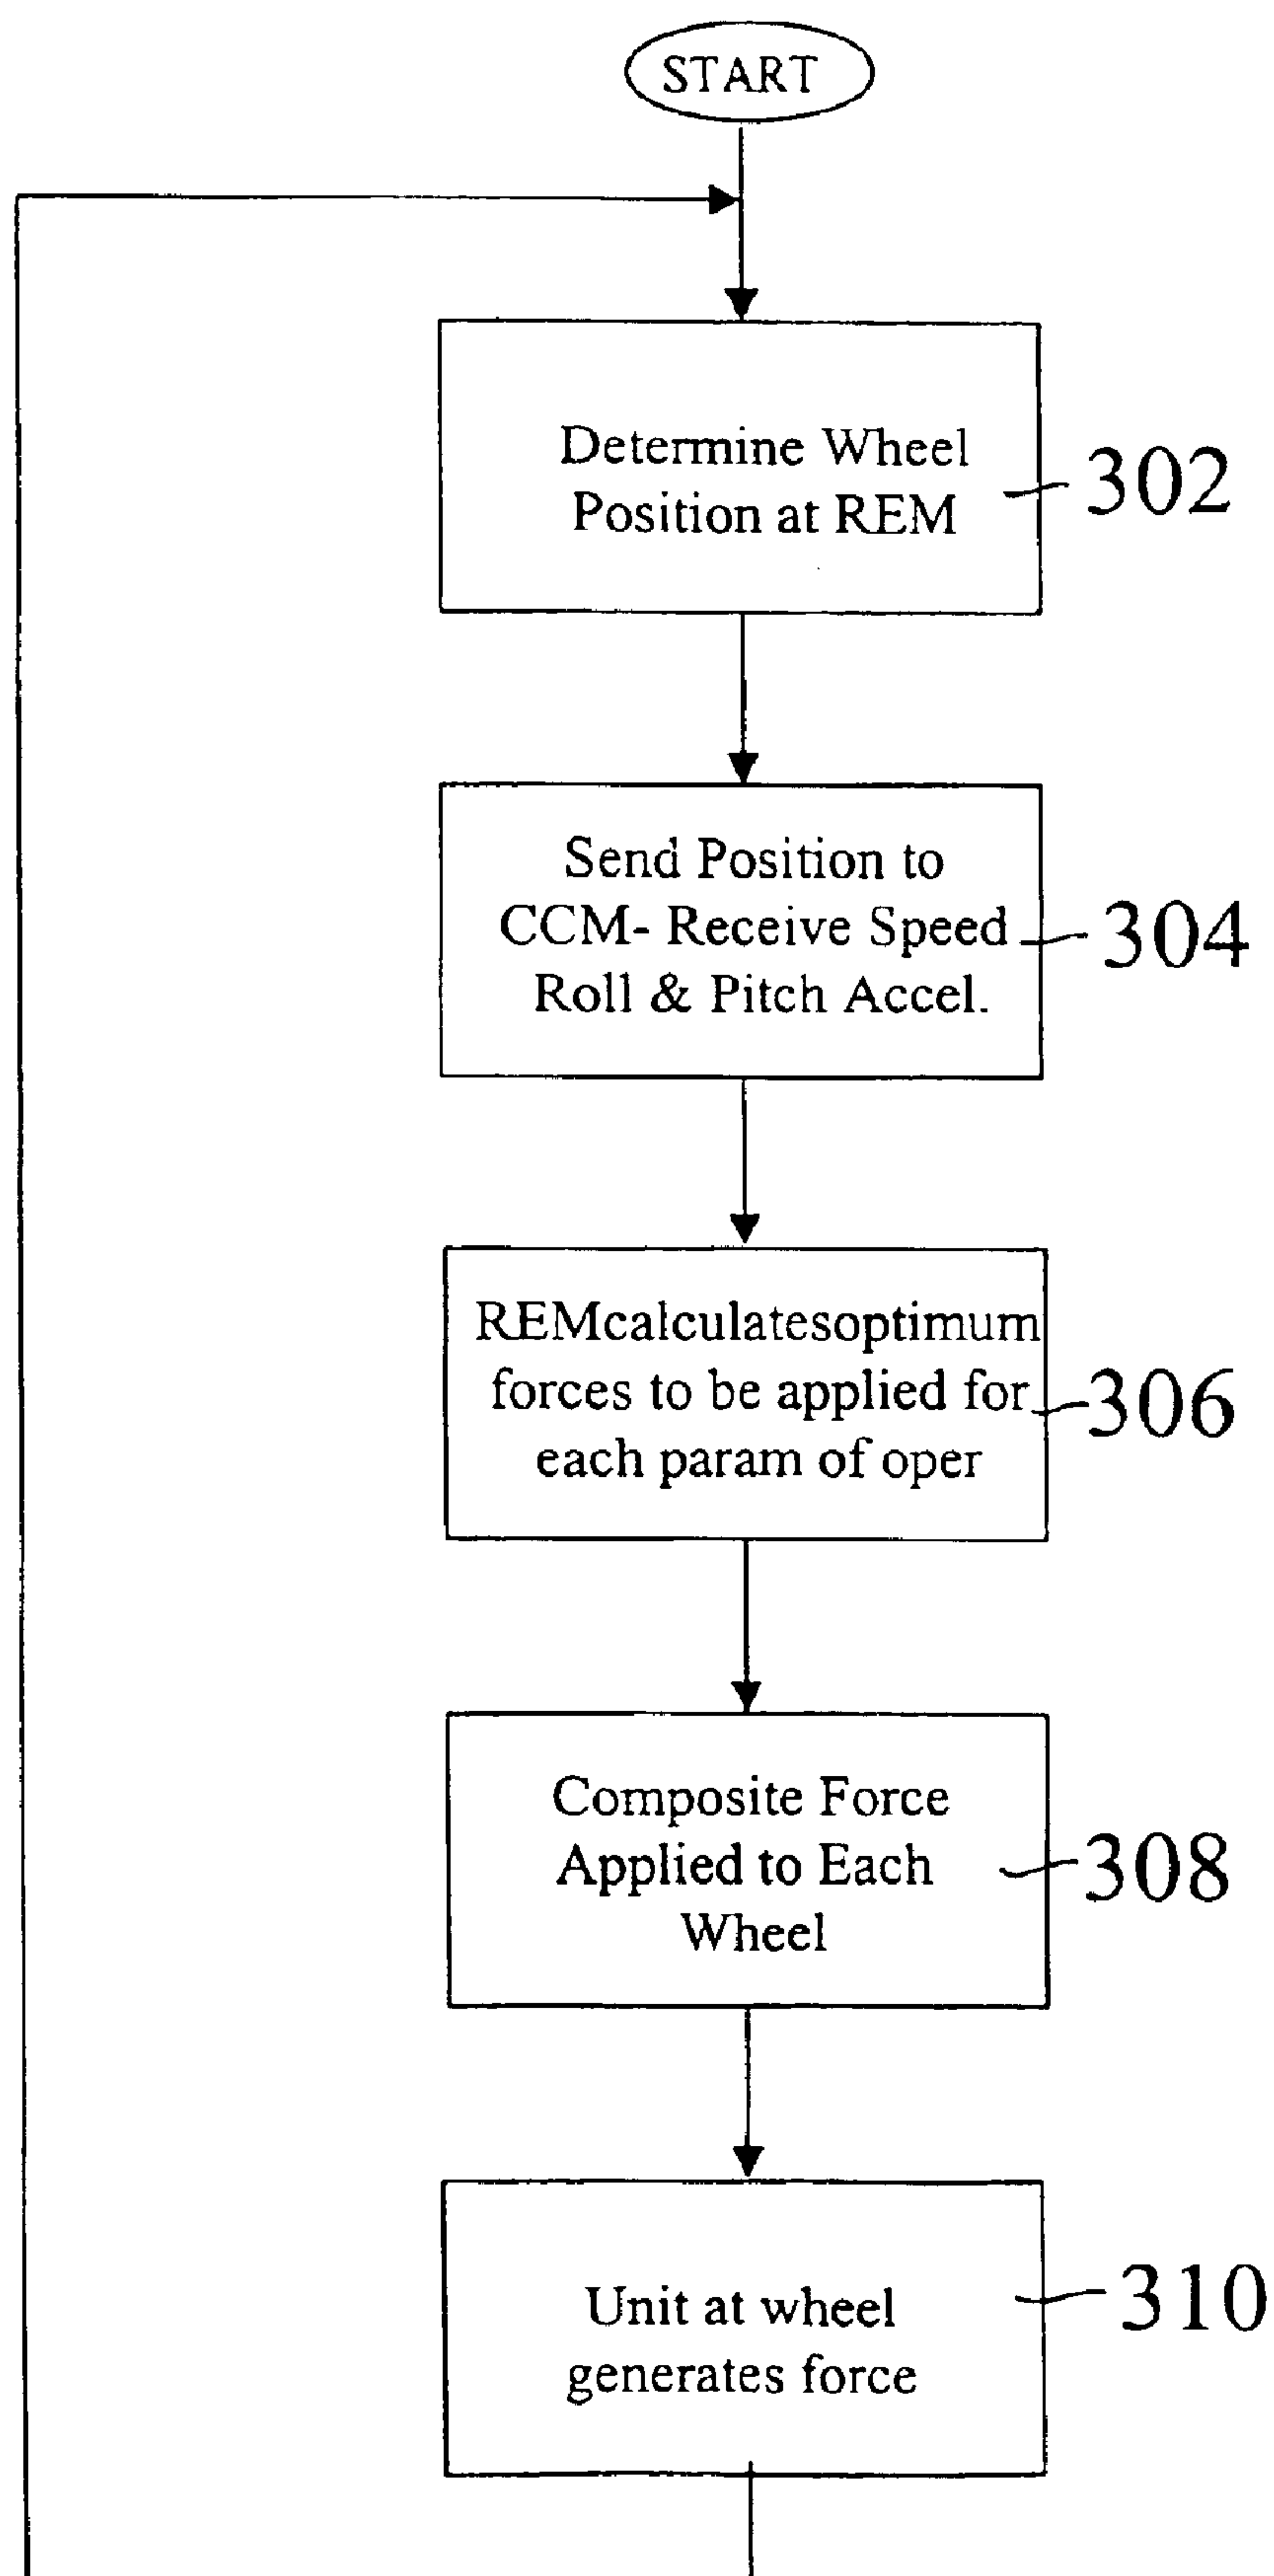 START
Determine Wheel
Position at REM
302
Send Position to
CCM- Receive Speed
Roll & Pitch Accel.
304
REMcalculatesoptimum
forces to be applied for
each param of oper
306
Composite Force
Applied to Each
Wheel
308
Unit at wheel
generates force
310